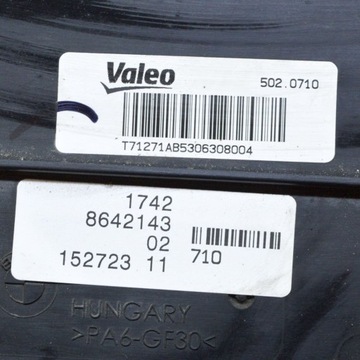 Valeo
502.0710
T71271AB5306308004
1742
8642143
02
710
152723 11
HUNGARY
>PA6-GF30<